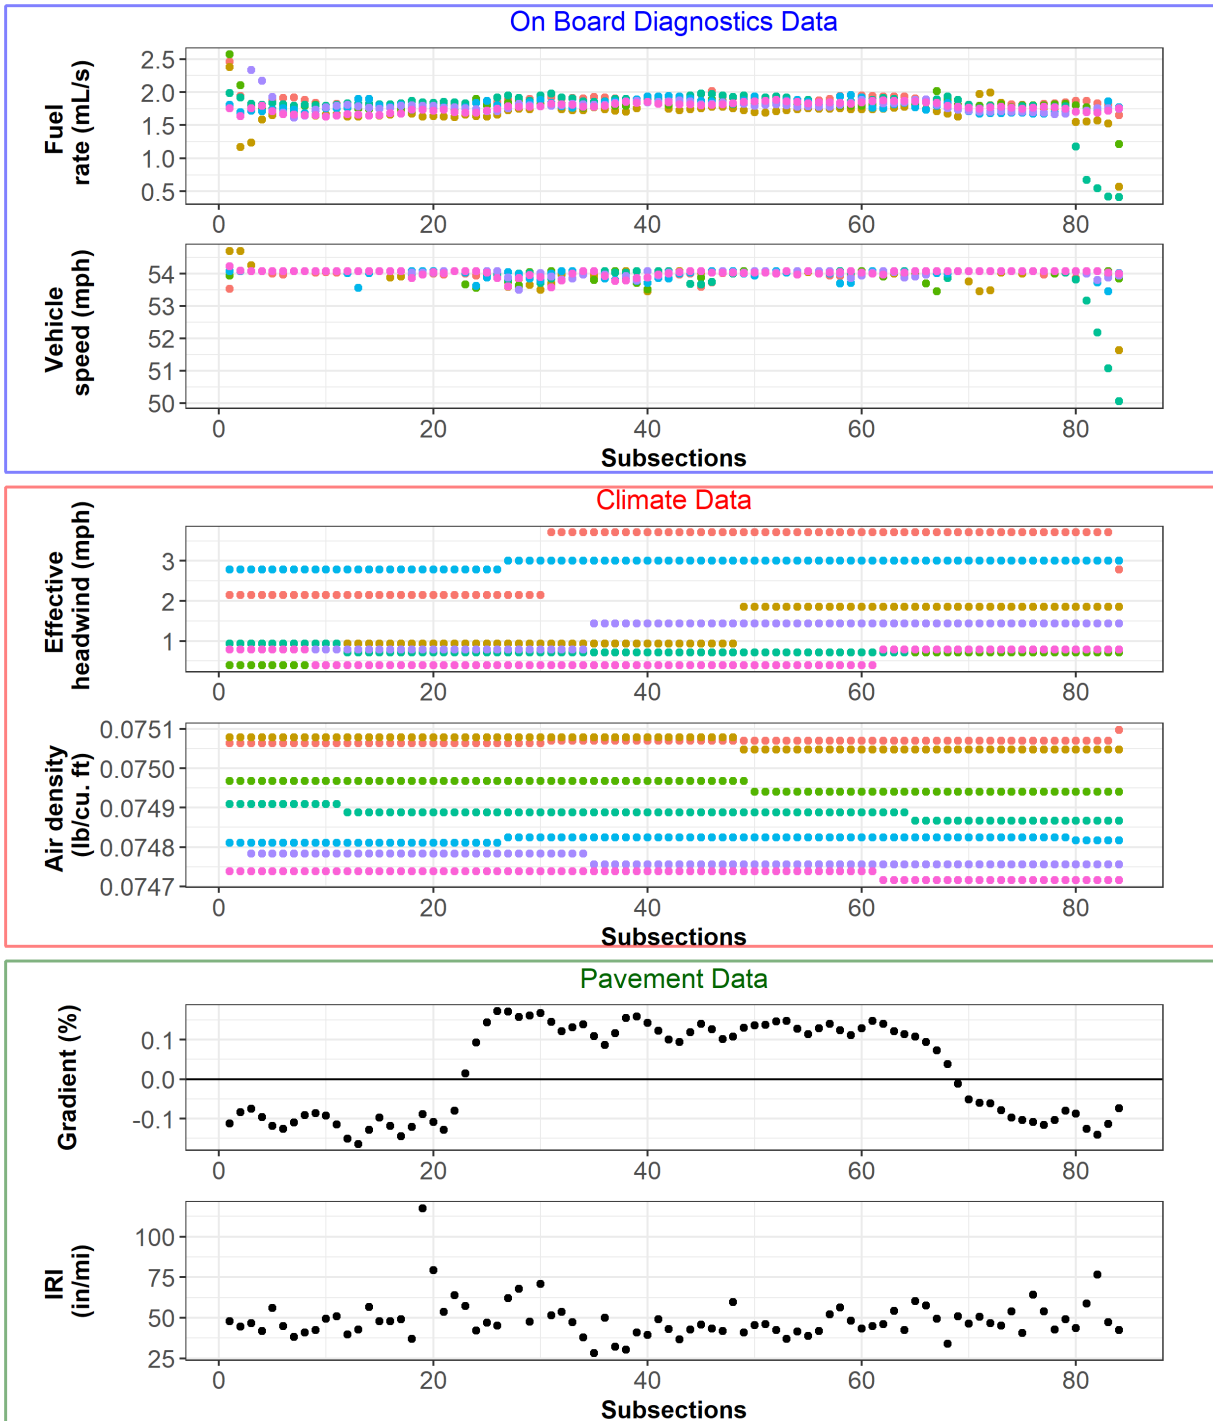 On Board Diagnostics Data
Fuel
rate (mL/s)
2.5
2.0
1.5
1.0
0.5
0 20 40 60 80
Vehicle
speed (mph)
54
53
52
51
50
0 20 40 60 80
Subsections
Climate Data
Effective
headwind (mph)
3
2
1
0 20 40 60 80
Air density
(lb/cu. ft)
0.0751
0.0750
0.0749
0.0748
0.0747
0 20 40 60 80
Subsections
Pavement Data
Gradient (%)
0.1
0.0
-0.1
0 20 40 60 80
IRI
(in/mi)
100
75
50
25
0 20 40 60 80
Subsections